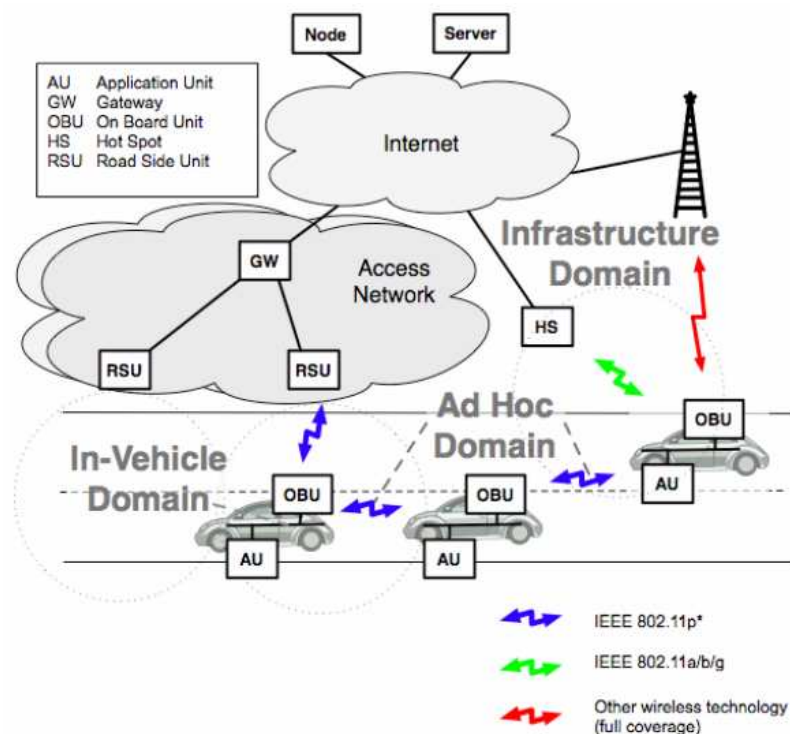 Node
Server
AU Application Unit
GW Gateway
OBU On Board Unit
HS Hot Spot
RSU Road Side Unit
Internet
Infrastructure
Domain
GW
Access
Network
HS
RSU
RSU
Ad Hoc
Domain
OBU
In-Vehicle
Domain
OBU
OBU
AU
AU
AU
IEEE 802.11p*
IEEE 802.11a/b/g
Other wireless technology
(full coverage)